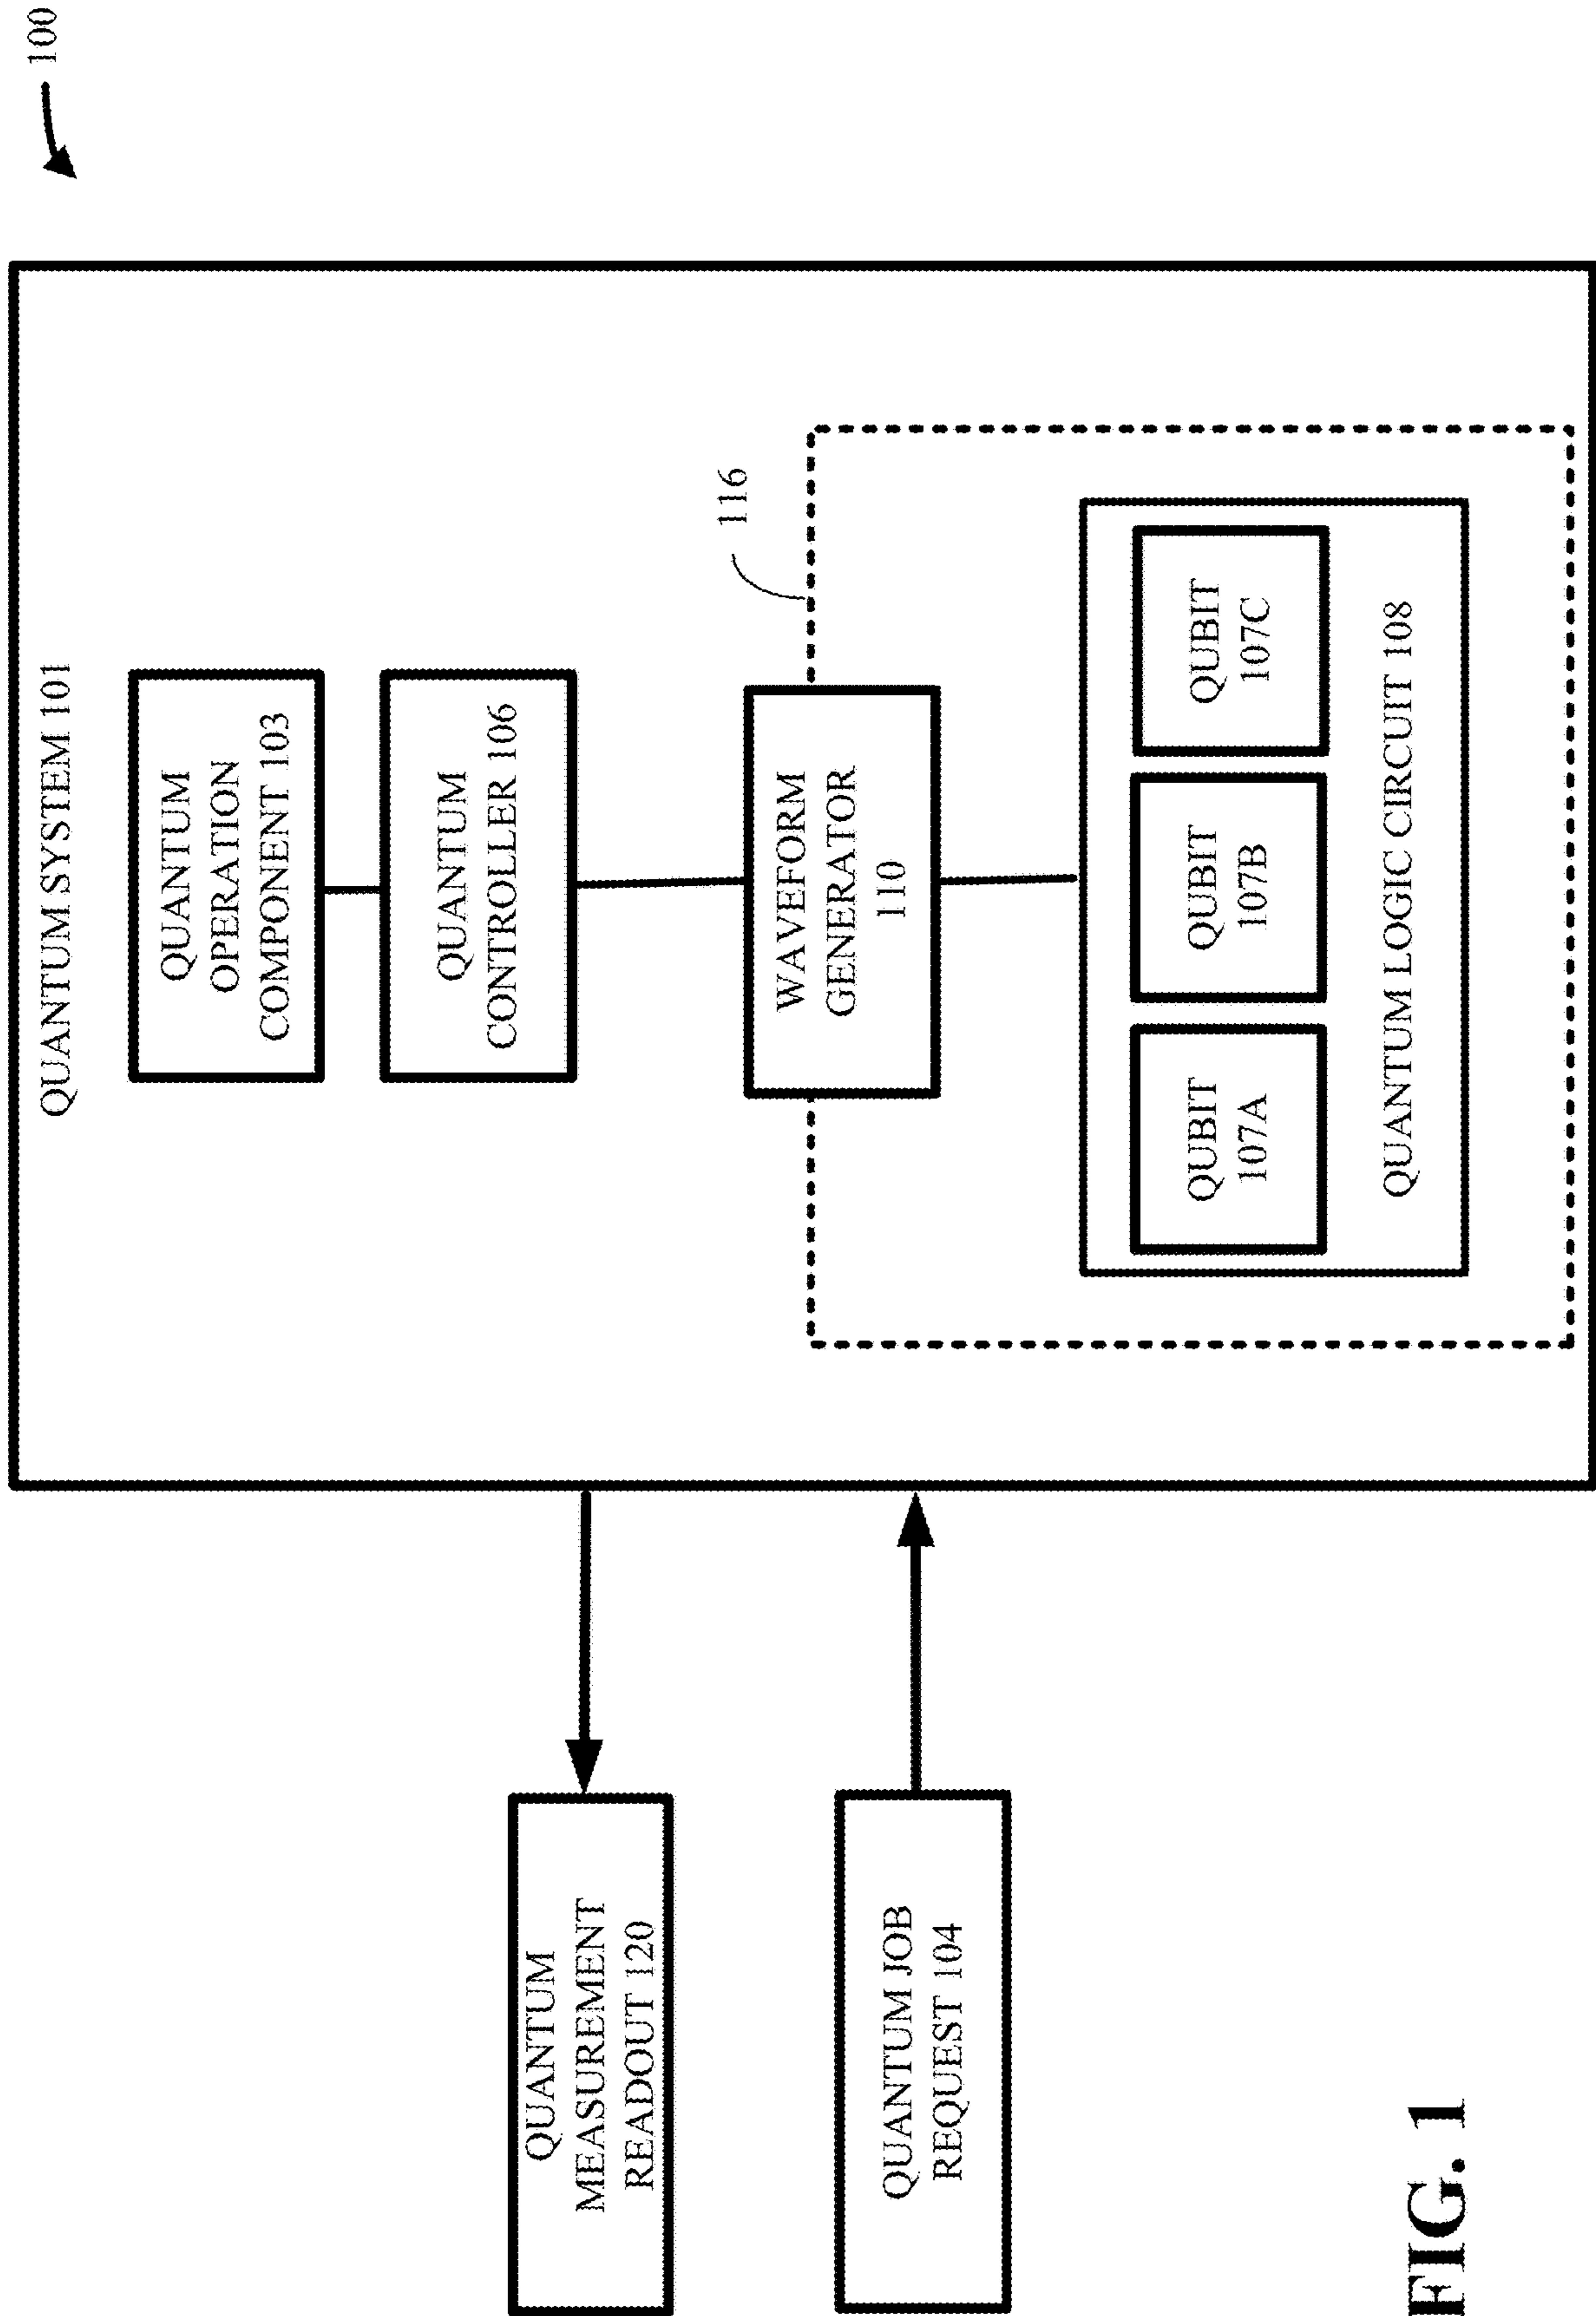 100
QUANTUM SYSTEM 101
QUANTUM
OPERATION
COMPONENT 103
QUANTUM
CONTROLLER 106
QUANTUM
MEASUREMENT
READOUT 120
116
WAVEFORM
GENERATOR
110
QUANTUM JOB
REQUEST 104
QUBIT
107A
QUBIT
107B
QUBIT
107C
QUANTUM LOGIC CIRCUIT 108
FIG. 1